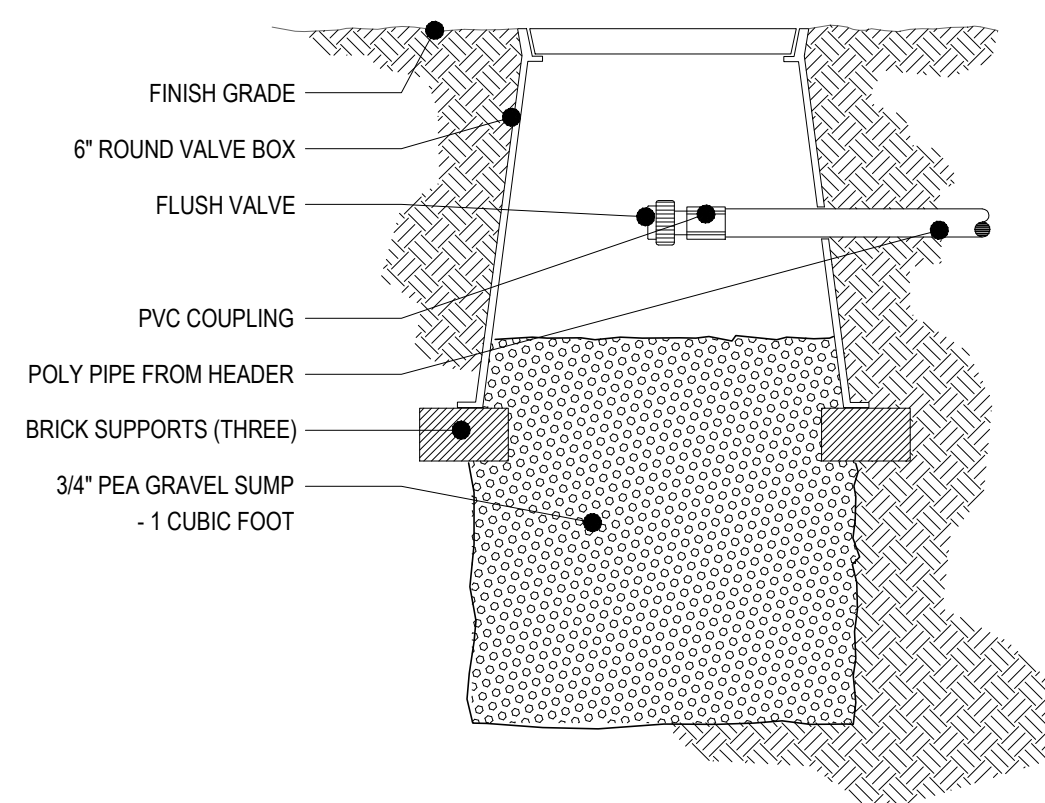 FINISH GRADE
6" ROUND VALVE BOX
FLUSH VALVE
PVC COUPLING
POLY PIPE FROM HEADER
BRICK SUPPORTS (THREE)
3/4" PEA GRAVEL SUMP
- 1 CUBIC FOOT